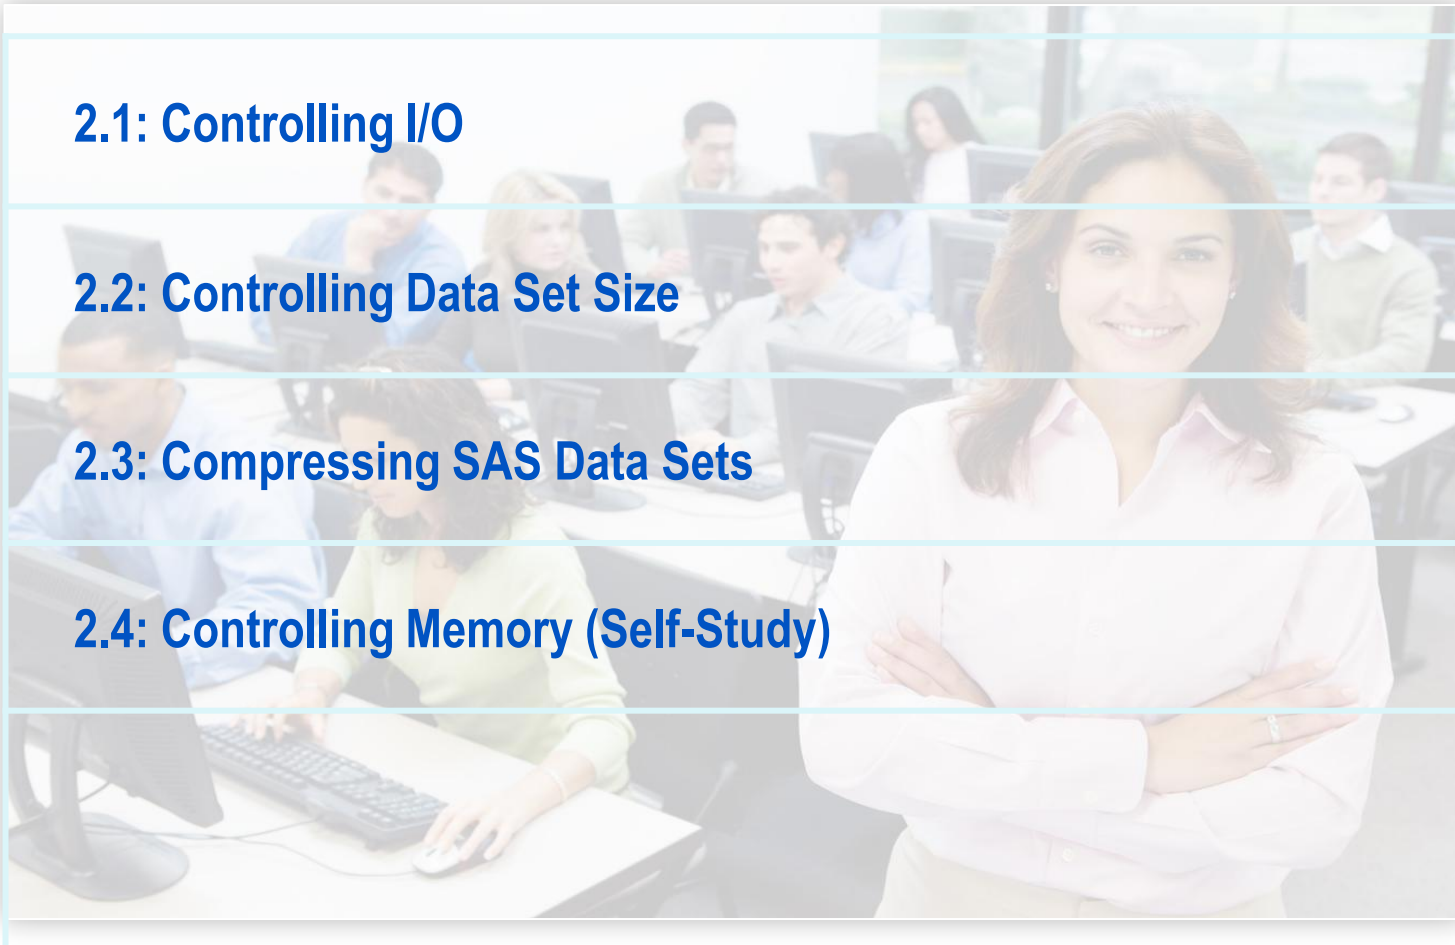 2.1: Controlling I/O
2.2: Controlling Data Set Size
2.3: Compressing SAS Data Sets
2.4: Controlling Memory (Self-Study)